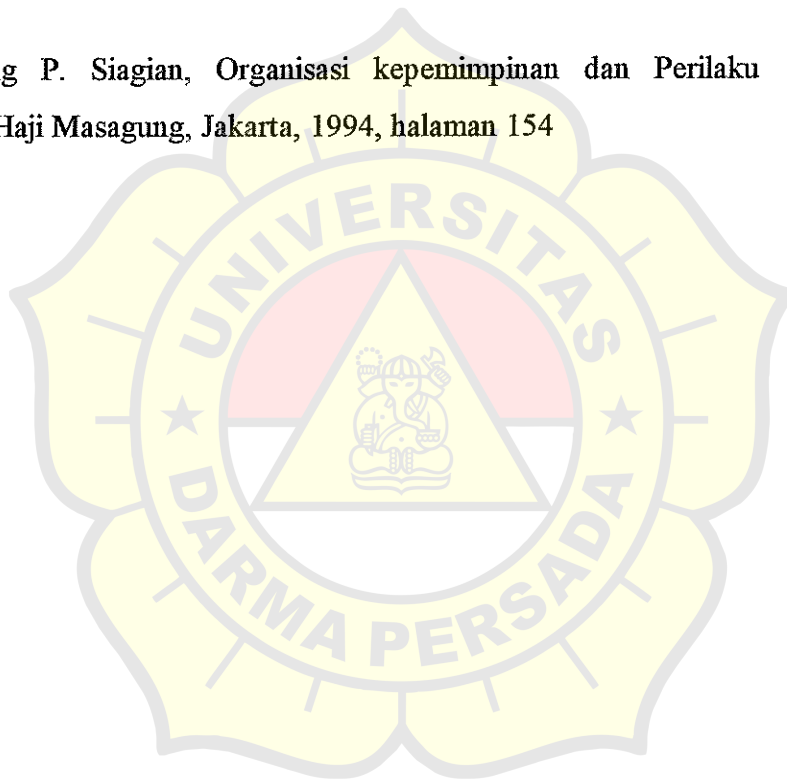 g P. Siagian, Organisasi kepemimpinan dan Perilaku
Haji Masagung, Jakarta, 1994, halaman 154
UNIVERSITAS
DARMA PERSADA